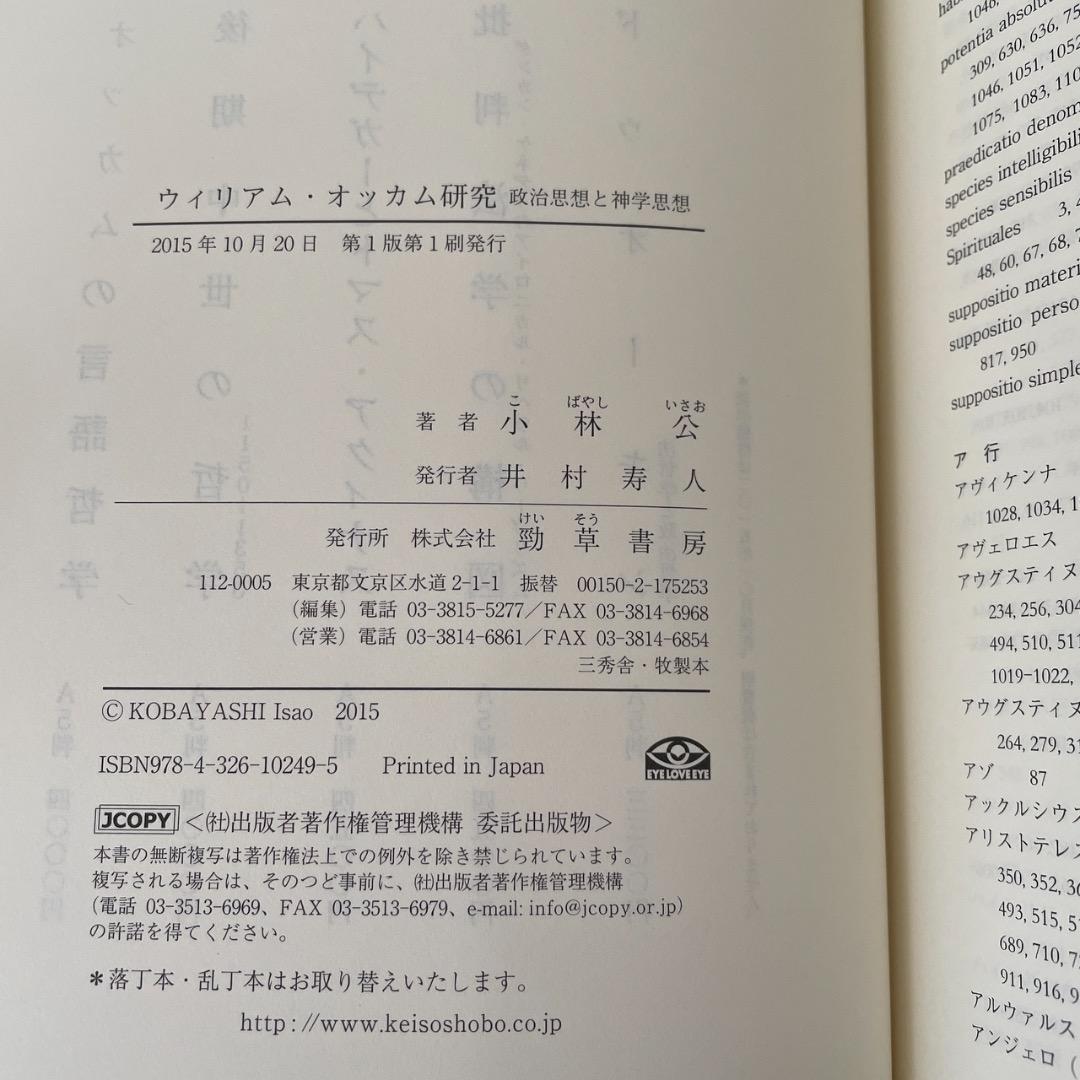 ウィリアム・オッカム研究 政治思想と神学思想
2015年10月20日 第1版第1刷発行
こ ばやし いさお
著者 小林公
発行者 井村寿人
けい そう
発行所 株式会社 勁草書房
112-0005 東京都文京区水道2-1-1 振替 00150-2-175253
(編集) 電話 03-3815-5277/FAX 03-3814-6968
(営業) 電話 03-3814-6861/FAX 03-3814-6854
三秀舎・牧製本
© KOBAYASHI Isao 2015
ISBN978-4-326-10249-5 Printed in Japan
EYE LOVE EYE
JCOPY <㈳出版者著作権管理機構 委託出版物>
本書の無断複写は著作権法上での例外を除き禁じられています。
複写される場合は、そのつど事前に、㈳出版者著作権管理機構
(電話 03-3513-6969、FAX 03-3513-6979、e-mail: info@jcopy.or.jp)
の許諾を得てください。
*落丁本・乱丁本はお取り替えいたします。
http://www.keisoshobo.co.jp
1048,
potentia absolut
309, 630, 636, 75
1046, 1051, 1052
1075, 1083, 110
praedicatio denom
species intelligibili
species sensibilis
Spirituales 3, 4
48, 60, 67, 68, 7
suppositio materi
suppositio perso
817, 950
suppositio simple
ア 行
アヴィケンナ
1028, 1034, 1
アヴェロエス
アウグスティヌ
234, 256, 304
494, 510, 511
1019-1022,
アウグスティヌ
264, 279, 31
アゾ 87
アックルシウス
アリストテレス
350, 352, 3
493, 515, 5
689, 710, 7
911, 916, 9
アルウァルス
アンジェロ (